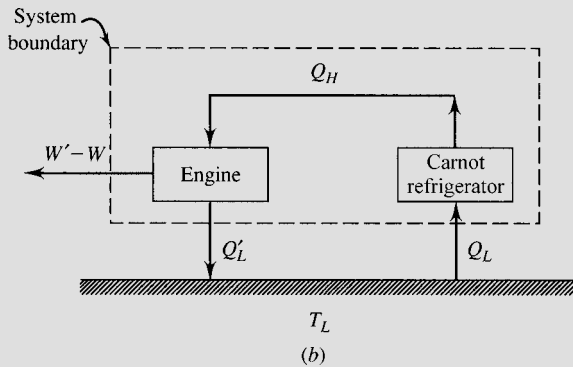 System
boundary
Q_H
W′ − W
Engine
Carnot
refrigerator
Q′_L
Q_L
T_L
(b)